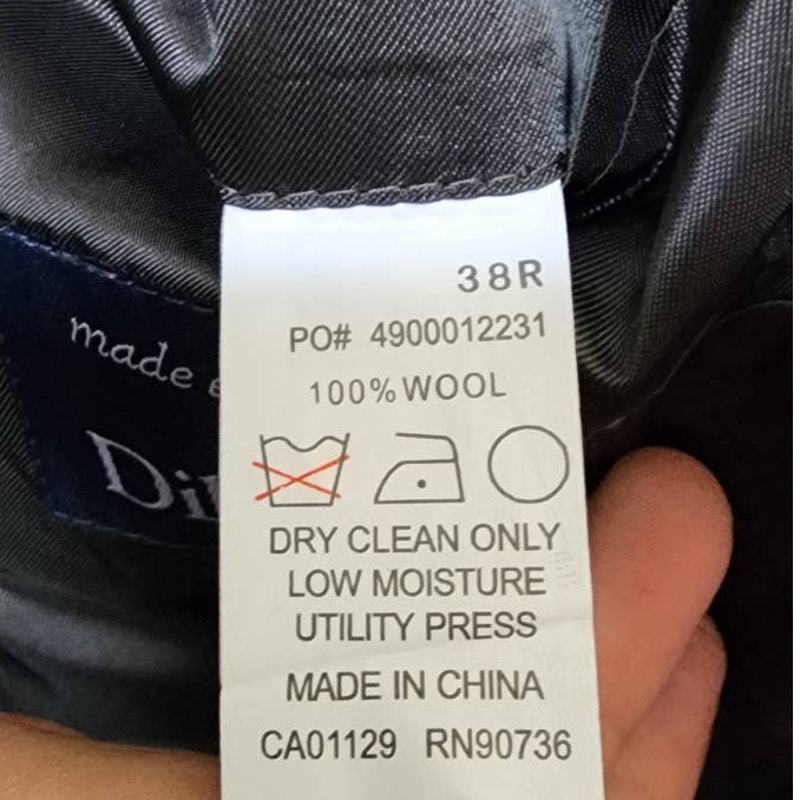 38R
PO# 4900012231
100% WOOL
DRY CLEAN ONLY
LOW MOISTURE
UTILITY PRESS
MADE IN CHINA
CA01129 RN90736
made